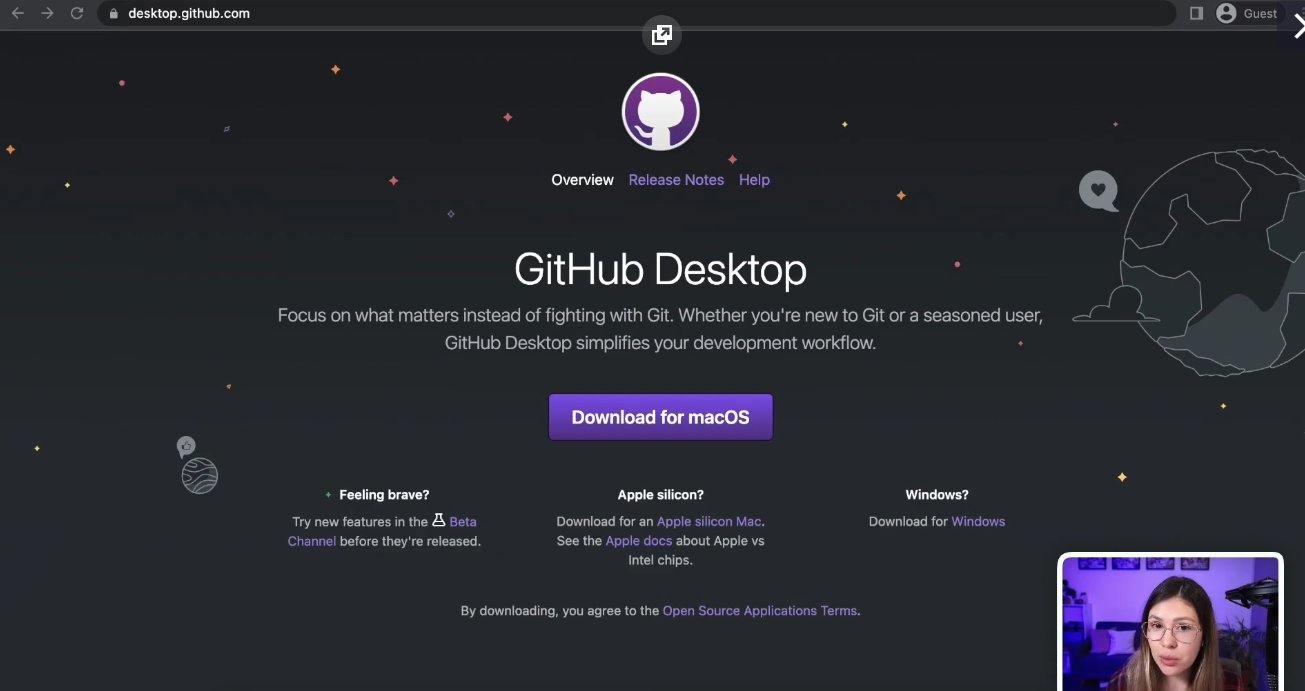 desktop.github.com
Guest
Overview Release Notes Help
GitHub Desktop
Focus on what matters instead of fighting with Git. Whether you're new to Git or a seasoned user,
GitHub Desktop simplifies your development workflow.
Download for macOS
Feeling brave?
Try new features in the Beta
Channel before they're released.
Apple silicon?
Download for an Apple silicon Mac.
See the Apple docs about Apple vs
Intel chips.
Windows?
Download for Windows
By downloading, you agree to the Open Source Applications Terms.